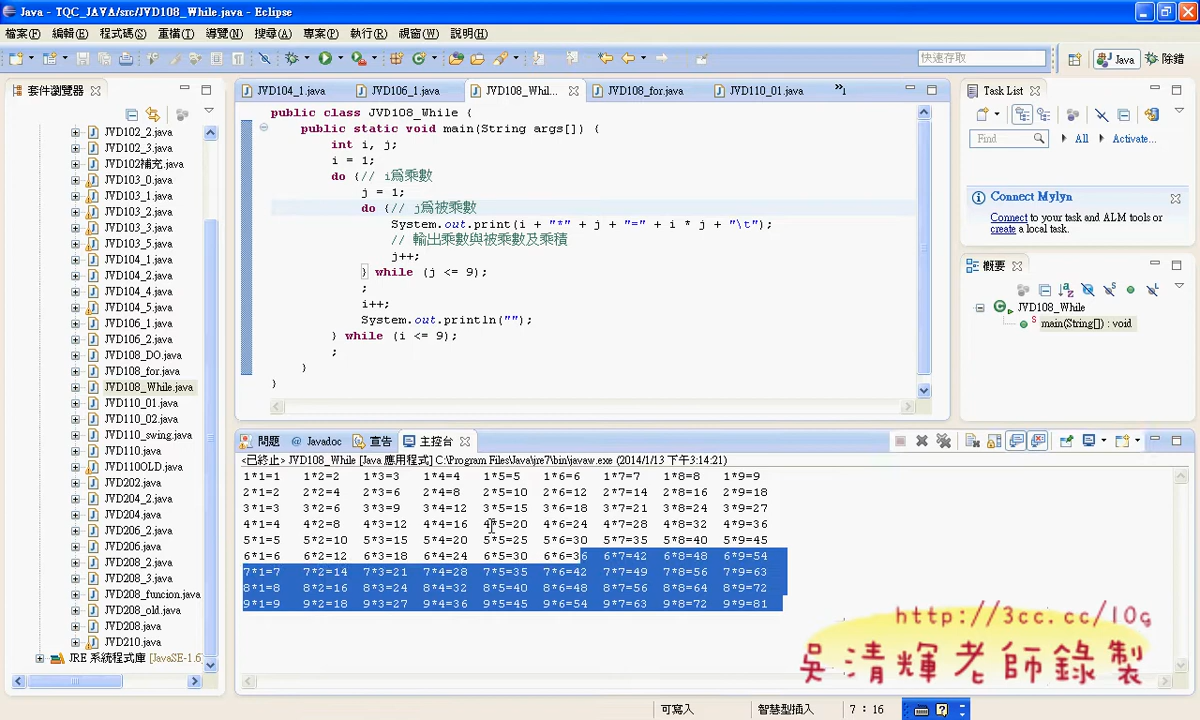 Java - TQC_JAVA/src/JVD108_While.java - Eclipse
檔案(F) 編輯(E) 程式碼(S) 重構(T) 導覽(N) 搜尋(A) 專案(P) 執行(R) 視窗(W) 說明(H)
快速存取
Java
除錯
套件瀏覽器
JVD102_2.java
JVD102_3.java
JVD102補充.java
JVD103_0.java
JVD103_1.java
JVD103_2.java
JVD103_3.java
JVD103_5.java
JVD104_1.java
JVD104_2.java
JVD104_4.java
JVD104_5.java
JVD106_1.java
JVD106_2.java
JVD108_DO.java
JVD108_for.java
JVD108_While.java
JVD110_01.java
JVD110_02.java
JVD110_swing.java
JVD110.java
JVD110OLD.java
JVD202.java
JVD204_2.java
JVD204.java
JVD206_2.java
JVD206.java
JVD208_2.java
JVD208_3.java
JVD208_funcion.java
JVD208_old.java
JVD208.java
JVD210.java
JRE 系統程式庫 [JavaSE-1.6
JVD104_1.java JVD106_1.java JVD108_Whil... JVD108_for.java JVD110_01.java »1
public class JVD108_While {
public static void main(String args[]) {
int i, j;
i = 1;
do {// i為乘數
j = 1;
do {// j為被乘數
System.out.print(i + "*" + j + "=" + i * j + "\t");
// 輸出乘數與被乘數及乘積
j++;
} while (j <= 9);
;
i++;
System.out.println("");
} while (i <= 9);
;
}
}
Task List
Find
All
Activate...
Connect Mylyn
Connect to your task and ALM tools or
create a local task.
概要
JVD108_While
main(String[]) : void
問題 @ Javadoc 宣告 主控台
<已終止> JVD108_While [Java 應用程式] C:\Program Files\Java\jre7\bin\javaw.exe (2014/1/13 下午3:14:21)
1*1=1 1*2=2 1*3=3 1*4=4 1*5=5 1*6=6 1*7=7 1*8=8 1*9=9
2*1=2 2*2=4 2*3=6 2*4=8 2*5=10 2*6=12 2*7=14 2*8=16 2*9=18
3*1=3 3*2=6 3*3=9 3*4=12 3*5=15 3*6=18 3*7=21 3*8=24 3*9=27
4*1=4 4*2=8 4*3=12 4*4=16 4*5=20 4*6=24 4*7=28 4*8=32 4*9=36
5*1=5 5*2=10 5*3=15 5*4=20 5*5=25 5*6=30 5*7=35 5*8=40 5*9=45
6*1=6 6*2=12 6*3=18 6*4=24 6*5=30 6*6=36 6*7=42 6*8=48 6*9=54
7*1=7 7*2=14 7*3=21 7*4=28 7*5=35 7*6=42 7*7=49 7*8=56 7*9=63
8*1=8 8*2=16 8*3=24 8*4=32 8*5=40 8*6=48 8*7=56 8*8=64 8*9=72
9*1=9 9*2=18 9*3=27 9*4=36 9*5=45 9*6=54 9*7=63 9*8=72 9*9=81
http://3cc.cc/10g
吳清輝老師錄製
可寫入 智慧型插入 7 : 16